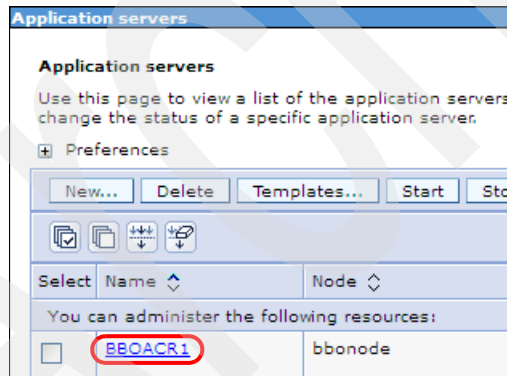 Application servers
Application servers
Use this page to view a list of the application servers
change the status of a specific application server.
Preferences
New... Delete Templates... Start Sto
Select Name Node
You can administer the following resources:
BBOACR1 bbonode